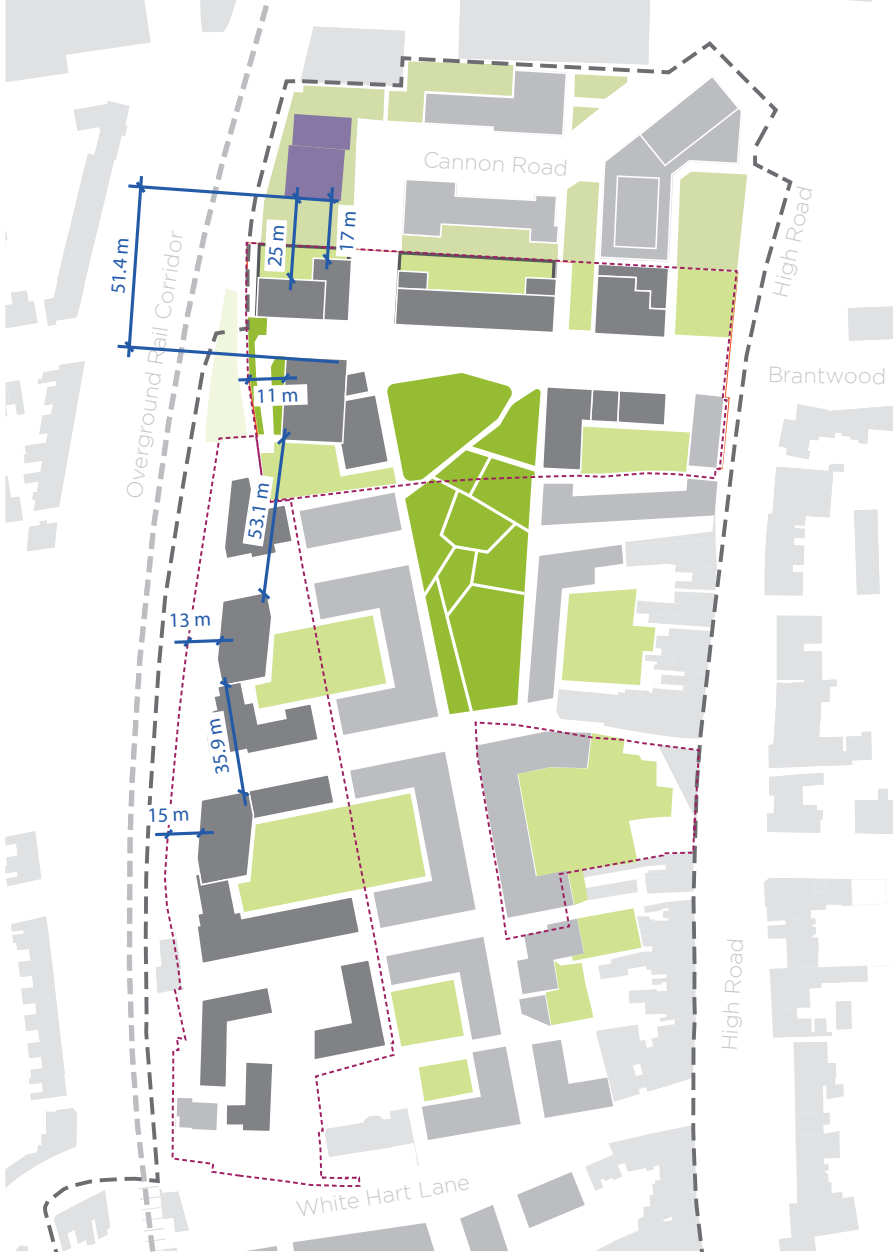 Cannon Road
High Road
17 m
25 m
51.4 m
Overground Rail Corridor
Brantwood
11 m
53.1 m
13 m
35.9 m
15 m
High Road
White Hart Lane